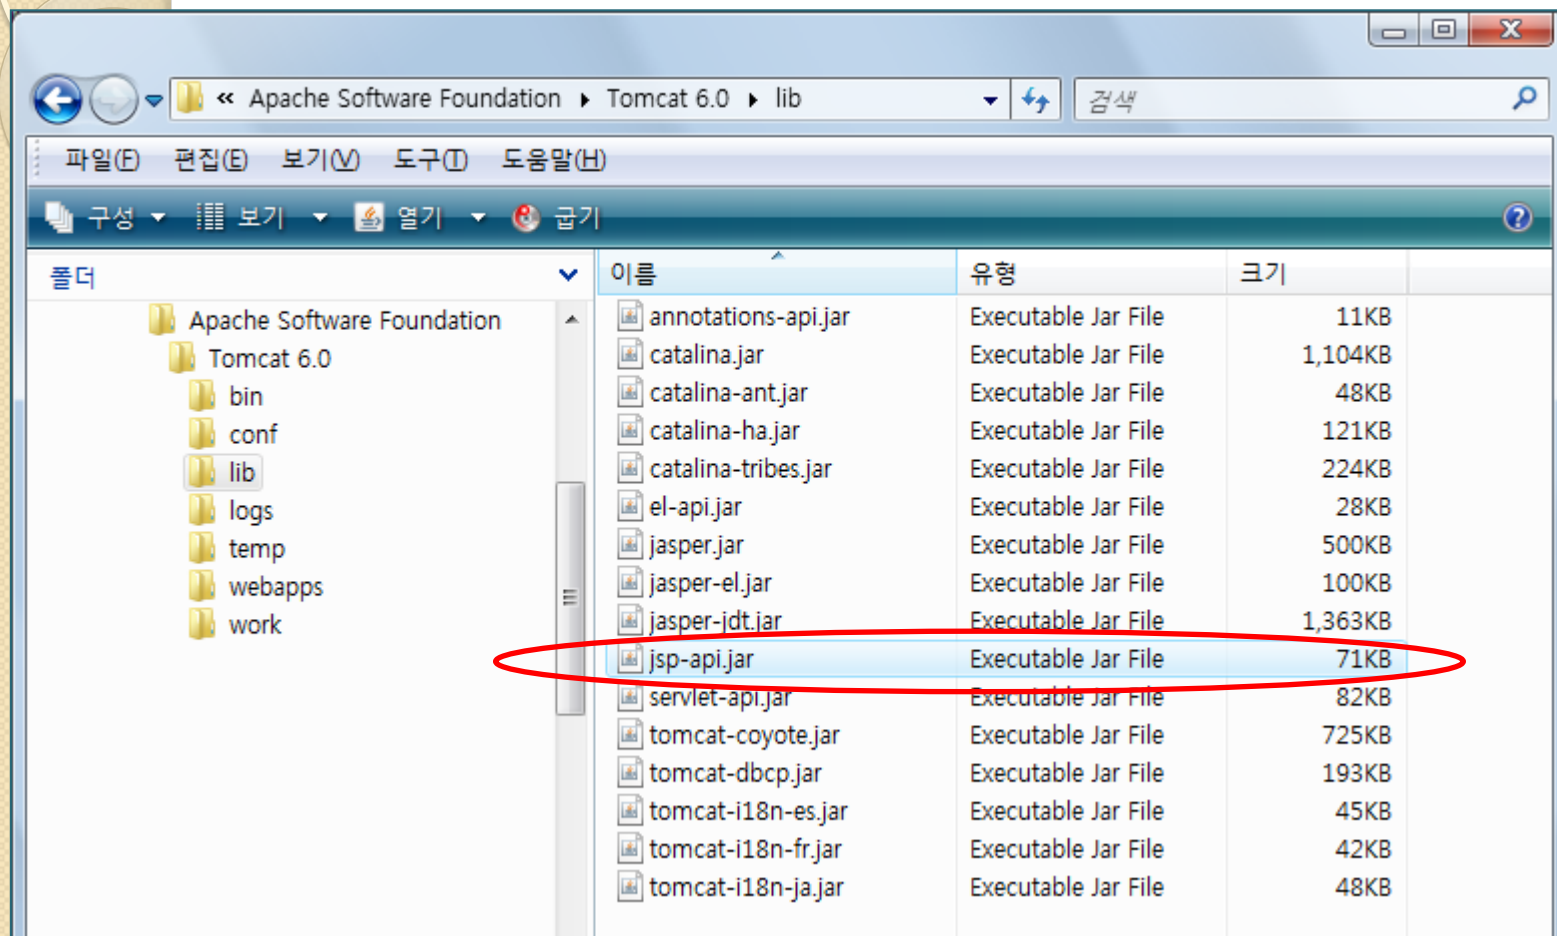 « Apache Software Foundation Tomcat 6.0 lib 검색
파일(F) 편집(E) 보기(V) 도구(T) 도움말(H)
구성 보기 열기 굽기
폴더
Apache Software Foundation
Tomcat 6.0
bin
conf
lib
logs
temp
webapps
work
이름 유형 크기
annotations-api.jar Executable Jar File 11KB
catalina.jar Executable Jar File 1,104KB
catalina-ant.jar Executable Jar File 48KB
catalina-ha.jar Executable Jar File 121KB
catalina-tribes.jar Executable Jar File 224KB
el-api.jar Executable Jar File 28KB
jasper.jar Executable Jar File 500KB
jasper-el.jar Executable Jar File 100KB
jasper-jdt.jar Executable Jar File 1,363KB
jsp-api.jar Executable Jar File 71KB
servlet-api.jar Executable Jar File 82KB
tomcat-coyote.jar Executable Jar File 725KB
tomcat-dbcp.jar Executable Jar File 193KB
tomcat-i18n-es.jar Executable Jar File 45KB
tomcat-i18n-fr.jar Executable Jar File 42KB
tomcat-i18n-ja.jar Executable Jar File 48KB